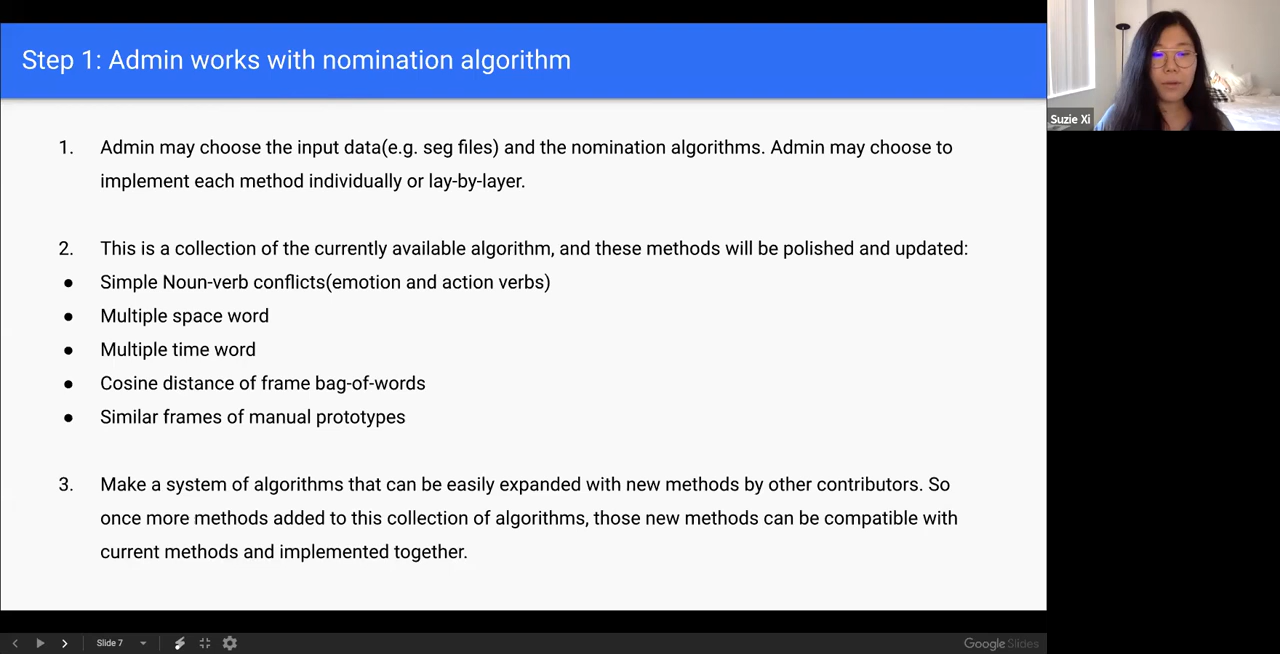 Step 1: Admin works with nomination algorithm
Suzie Xi
1. Admin may choose the input data(e.g. seg files) and the nomination algorithms. Admin may choose to
implement each method individually or lay-by-layer.
2. This is a collection of the currently available algorithm, and these methods will be polished and updated:
● Simple Noun-verb conflicts(emotion and action verbs)
● Multiple space word
● Multiple time word
● Cosine distance of frame bag-of-words
● Similar frames of manual prototypes
3. Make a system of algorithms that can be easily expanded with new methods by other contributors. So
once more methods added to this collection of algorithms, those new methods can be compatible with
current methods and implemented together.
Slide 7
Google Slides